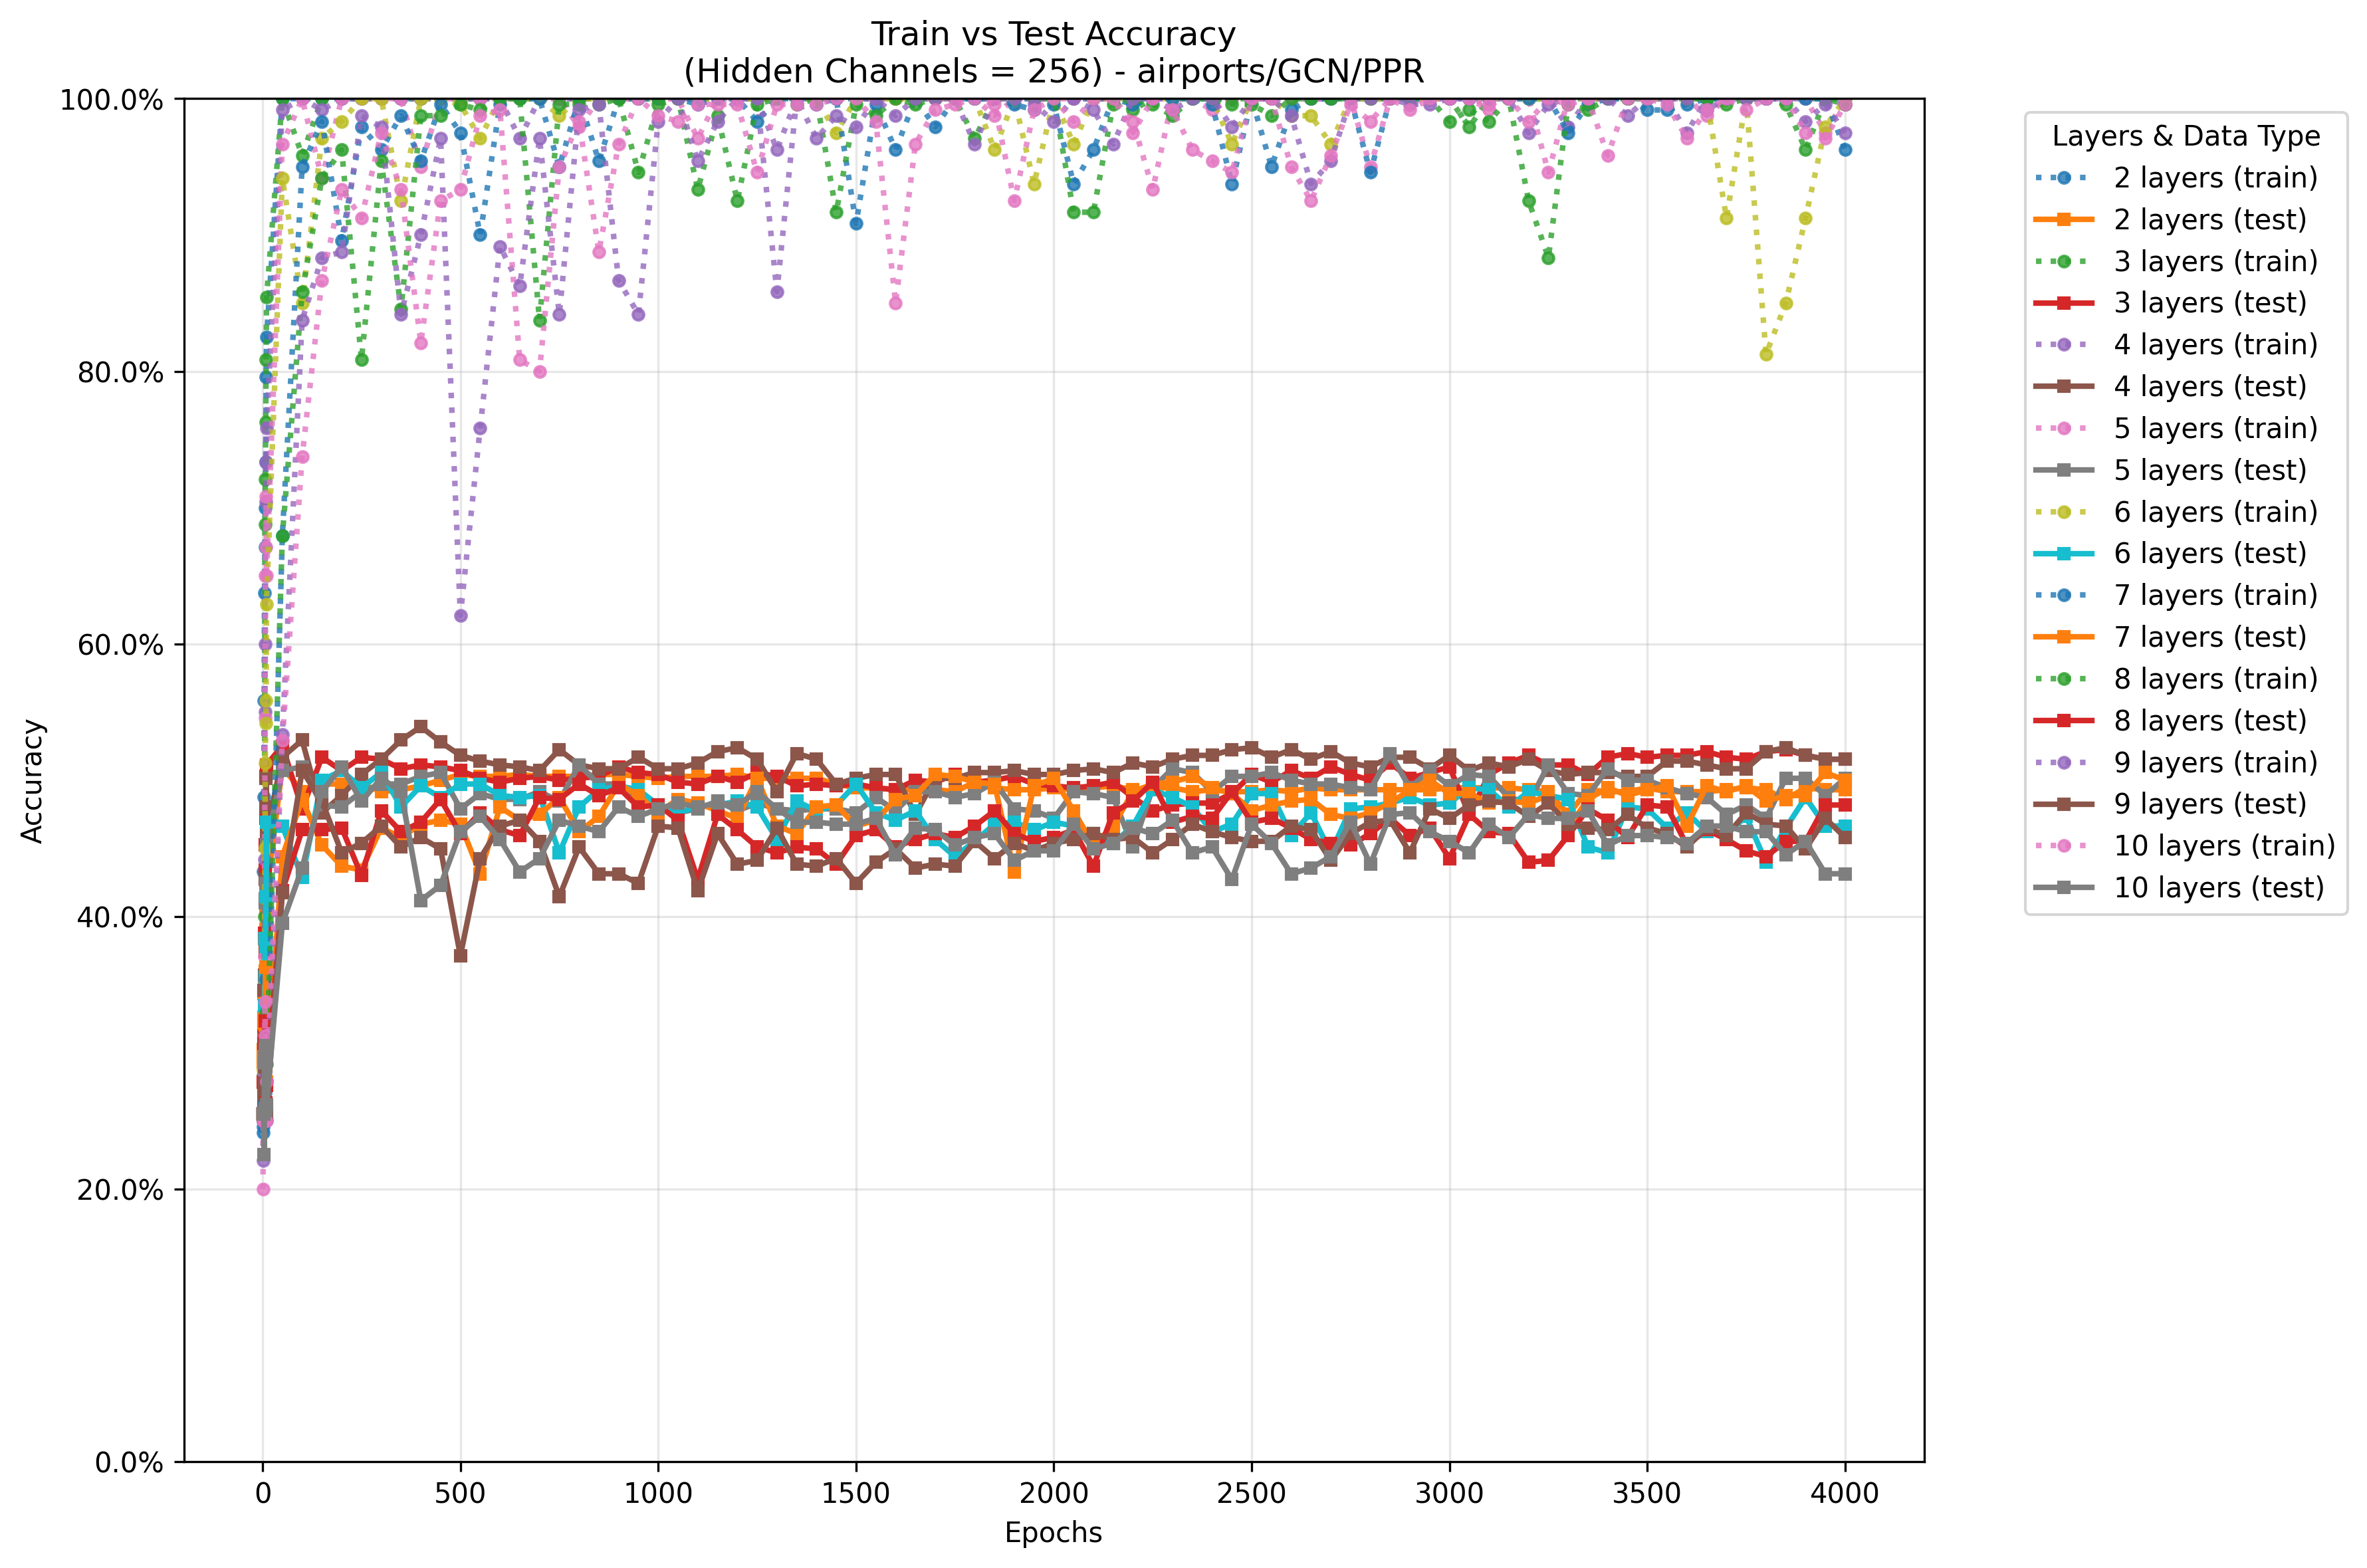 Train vs Test Accuracy
(Hidden Channels = 256) - airports/GCN/PPR
100.0%
80.0%
60.0%
40.0%
20.0%
0.0%
Accuracy
0
500
1000
1500
2000
2500
3000
3500
4000
Epochs
Layers & Data Type
2 layers (train)
2 layers (test)
3 layers (train)
3 layers (test)
4 layers (train)
4 layers (test)
5 layers (train)
5 layers (test)
6 layers (train)
6 layers (test)
7 layers (train)
7 layers (test)
8 layers (train)
8 layers (test)
9 layers (train)
9 layers (test)
10 layers (train)
10 layers (test)